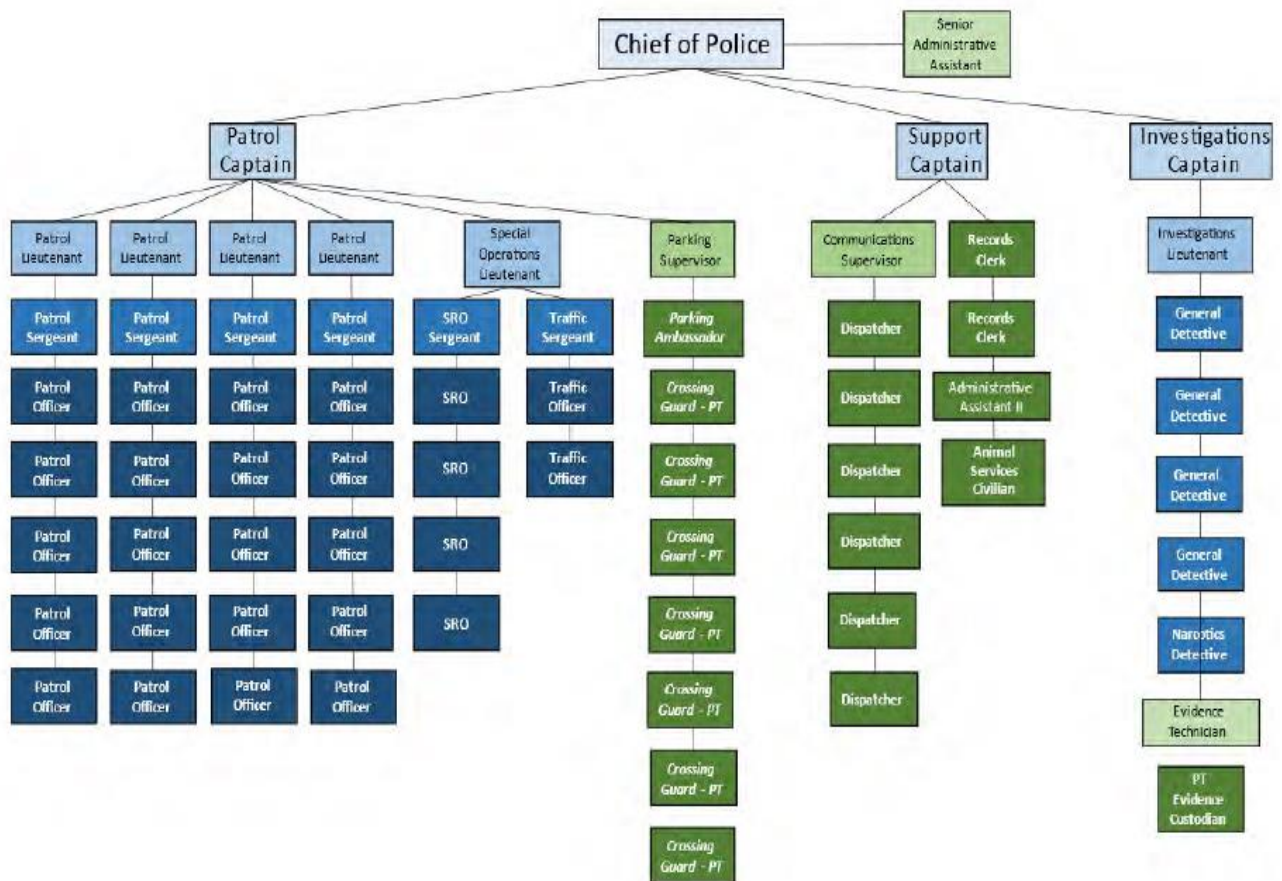 Chief of Police
Senior
Administrative
Assistant
Patrol
Captain
Support
Captain
Investigations
Captain
Patrol
Lieutenant
Patrol
Lieutenant
Patrol
Lieutenant
Patrol
Lieutenant
Special
Operations
Lieutenant
Parking
Supervisor
Communications
Supervisor
Records
Clerk
Investigations
Lieutenant
Patrol
Sergeant
Patrol
Sergeant
Patrol
Sergeant
Patrol
Sergeant
SRO
Sergeant
Traffic
Sergeant
Parking
Ambassador
Dispatcher
Records
Clerk
General
Detective
Patrol
Officer
Patrol
Officer
Patrol
Officer
Patrol
Officer
SRO
Traffic
Officer
Crossing
Guard - PT
Dispatcher
Administrative
Assistant II
General
Detective
Patrol
Officer
Patrol
Officer
Patrol
Officer
Patrol
Officer
SRO
Traffic
Officer
Crossing
Guard - PT
Dispatcher
Animal
Services
Civilian
General
Detective
Patrol
Officer
Patrol
Officer
Patrol
Officer
Patrol
Officer
SRO
Crossing
Guard - PT
Dispatcher
General
Detective
Patrol
Officer
Patrol
Officer
Patrol
Officer
Patrol
Officer
SRO
Crossing
Guard - PT
Dispatcher
Narcotics
Detective
Patrol
Officer
Patrol
Officer
Patrol
Officer
Patrol
Officer
Crossing
Guard - PT
Dispatcher
Evidence
Technician
Crossing
Guard - PT
PT
Evidence
Custodian
Crossing
Guard - PT